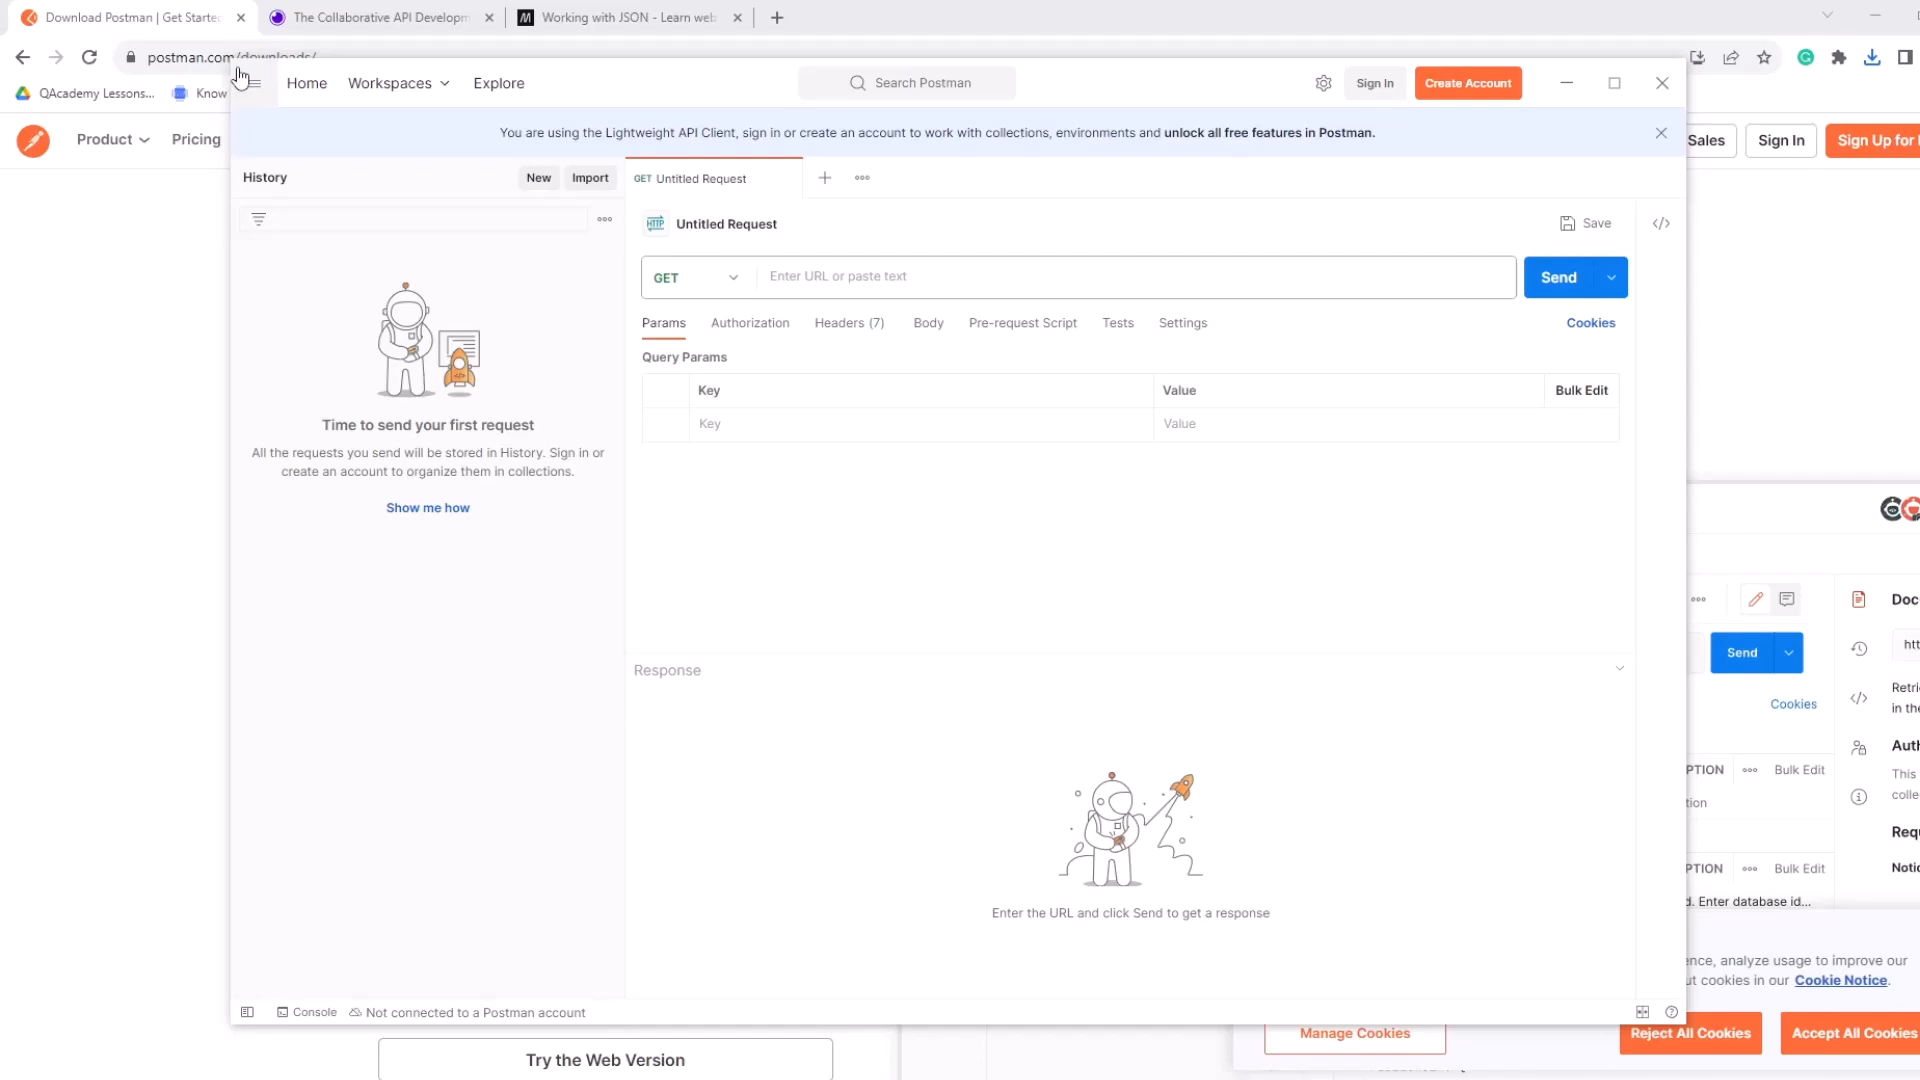 Download Postman | Get Starte
The Collaborative API Developm
Working with JSON - Learn web
postman.com/downloads/
QAcademy Lessons...
Know
Home
Workspaces
Explore
Search Postman
Sign In
Create Account
Product
Pricing
Sales
Sign In
Sign Up for
You are using the Lightweight API Client, sign in or create an account to work with collections, environments and unlock all free features in Postman.
History
New
Import
GET Untitled Request
HTTP
Untitled Request
Save
</>
GET
Enter URL or paste text
Send
Params
Authorization
Headers (7)
Body
Pre-request Script
Tests
Settings
Cookies
Query Params
Key
Value
Bulk Edit
Key
Value
Time to send your first request
All the requests you send will be stored in History. Sign in or
create an account to organize them in collections.
Show me how
Response
Enter the URL and click Send to get a response
Console
Not connected to a Postman account
Try the Web Version
Doc
Send
htt
Retri
in the
</>
Cookies
Auth
PTION
Bulk Edit
This
tion
colle
Requ
PTION
Bulk Edit
Notic
d. Enter database id...
ence, analyze usage to improve our
ut cookies in our Cookie Notice.
Manage Cookies
Reject All Cookies
Accept All Cookies